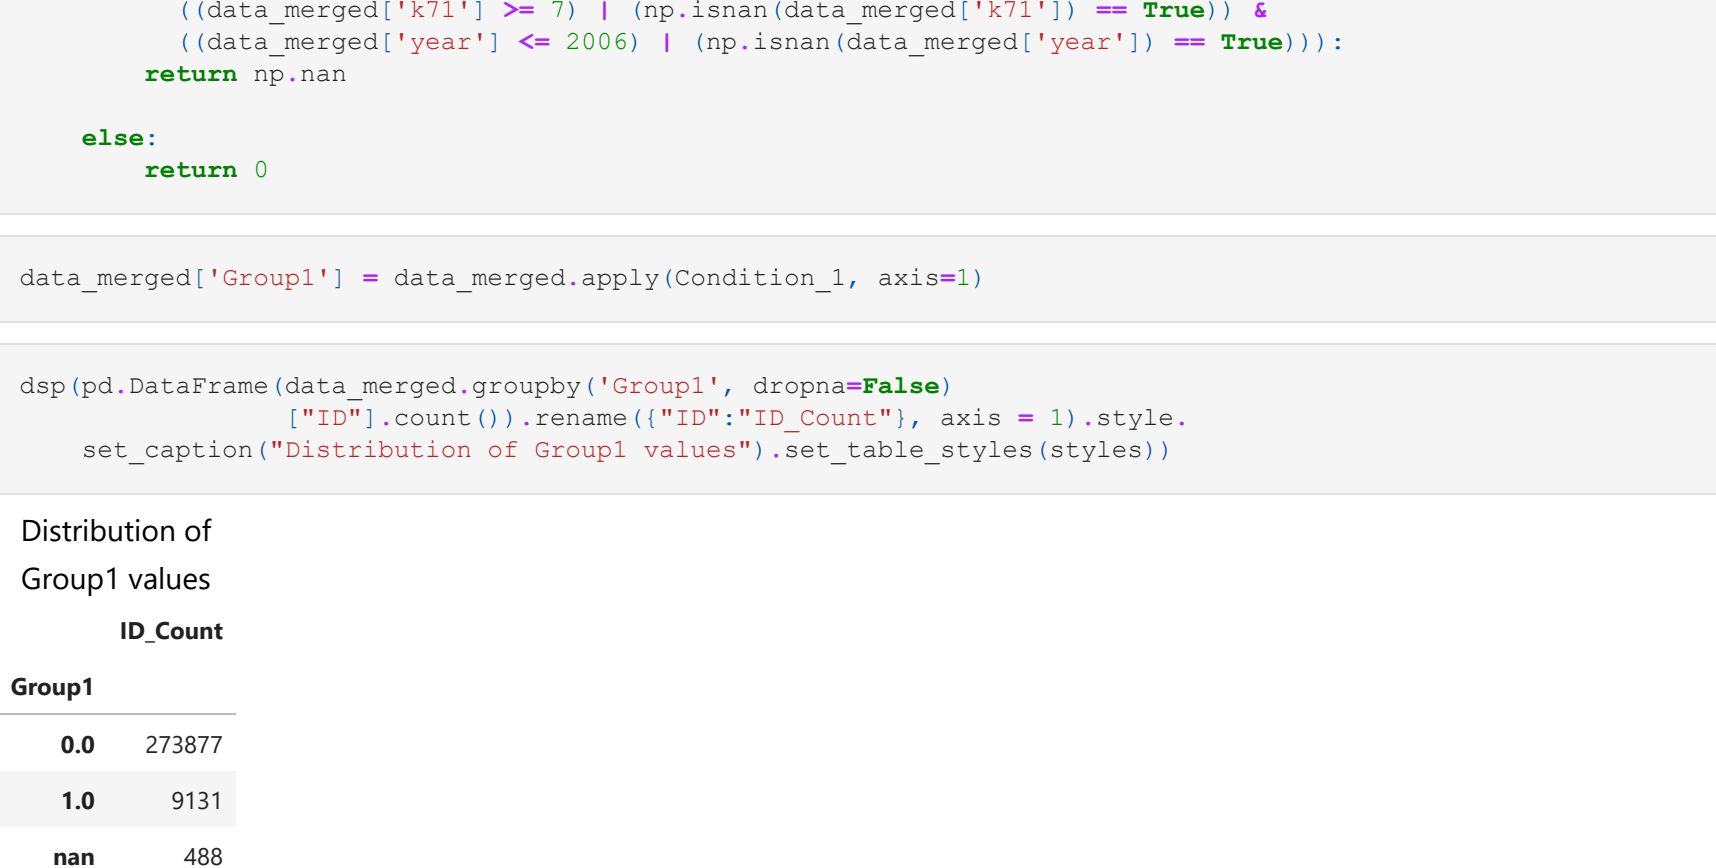 ((data_merged['k71'] >= 7) | (np.isnan(data_merged['k71']) == True)) &
((data_merged['year'] <= 2006) | (np.isnan(data_merged['year']) == True))):
return np.nan
else:
return 0
data_merged['Group1'] = data_merged.apply(Condition_1, axis=1)
dsp(pd.DataFrame(data_merged.groupby('Group1', dropna=False)
["ID"].count()).rename({"ID":"ID_Count"}, axis = 1).style.
set_caption("Distribution of Group1 values").set_table_styles(styles))
Distribution of
Group1 values
ID_Count
Group1
0.0 273877
1.0 9131
nan 488